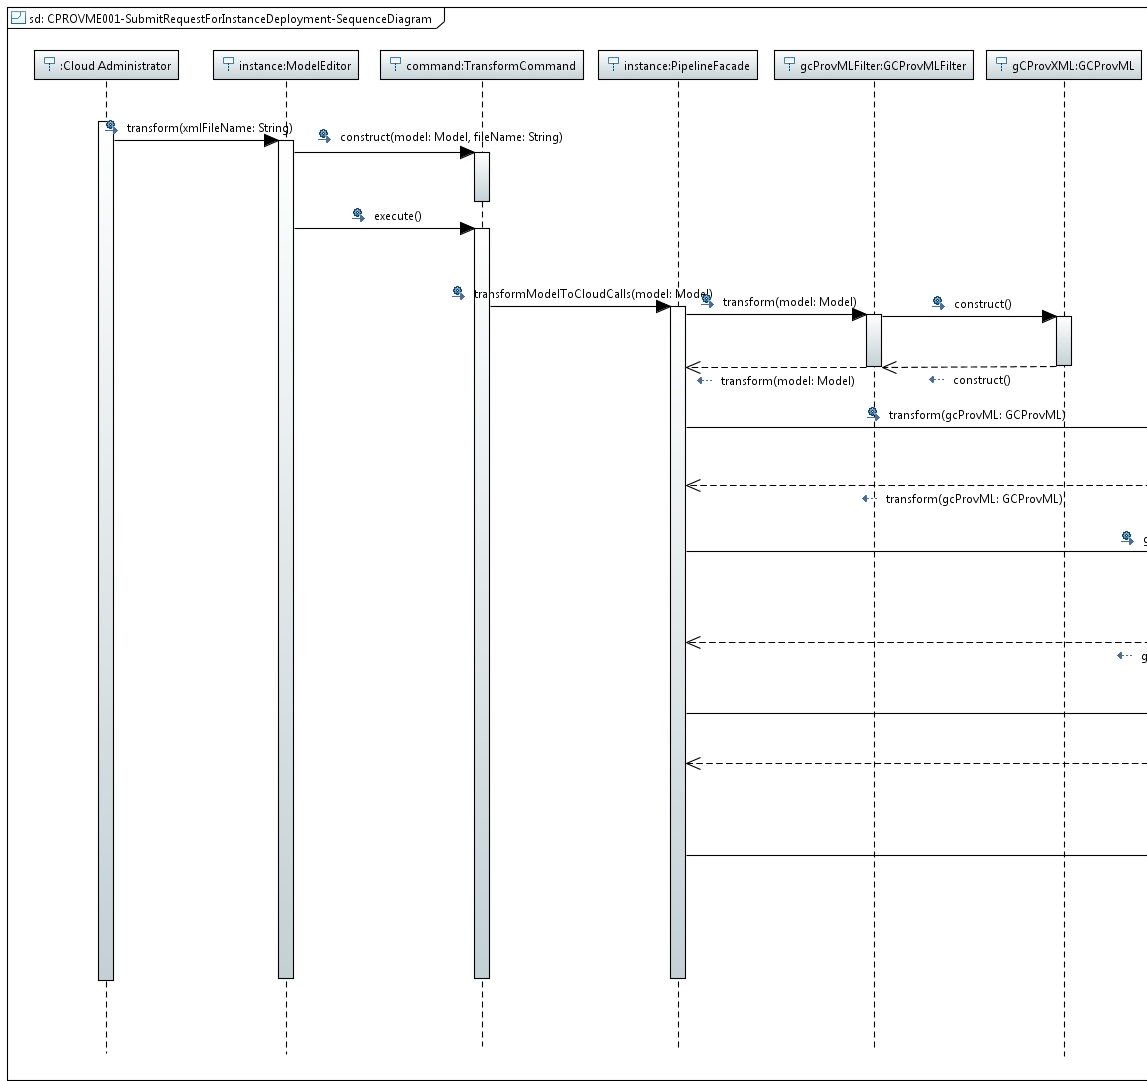 sd: CPROVME001-SubmitRequestForInstanceDeployment-SequenceDiagram
:Cloud Administrator
instance:ModelEditor
command:TransformCommand
instance:PipelineFacade
gcProvMLFilter:GCProvMLFilter
gCProvXML:GCProvML
transform(xmlFileName: String)
construct(model: Model, fileName: String)
execute()
transformModelToCloudCalls(model: Model)
transform(model: Model)
construct()
transform(model: Model)
construct()
transform(gcProvML: GCProvML)
transform(gcProvML: GCProvML)
g
g